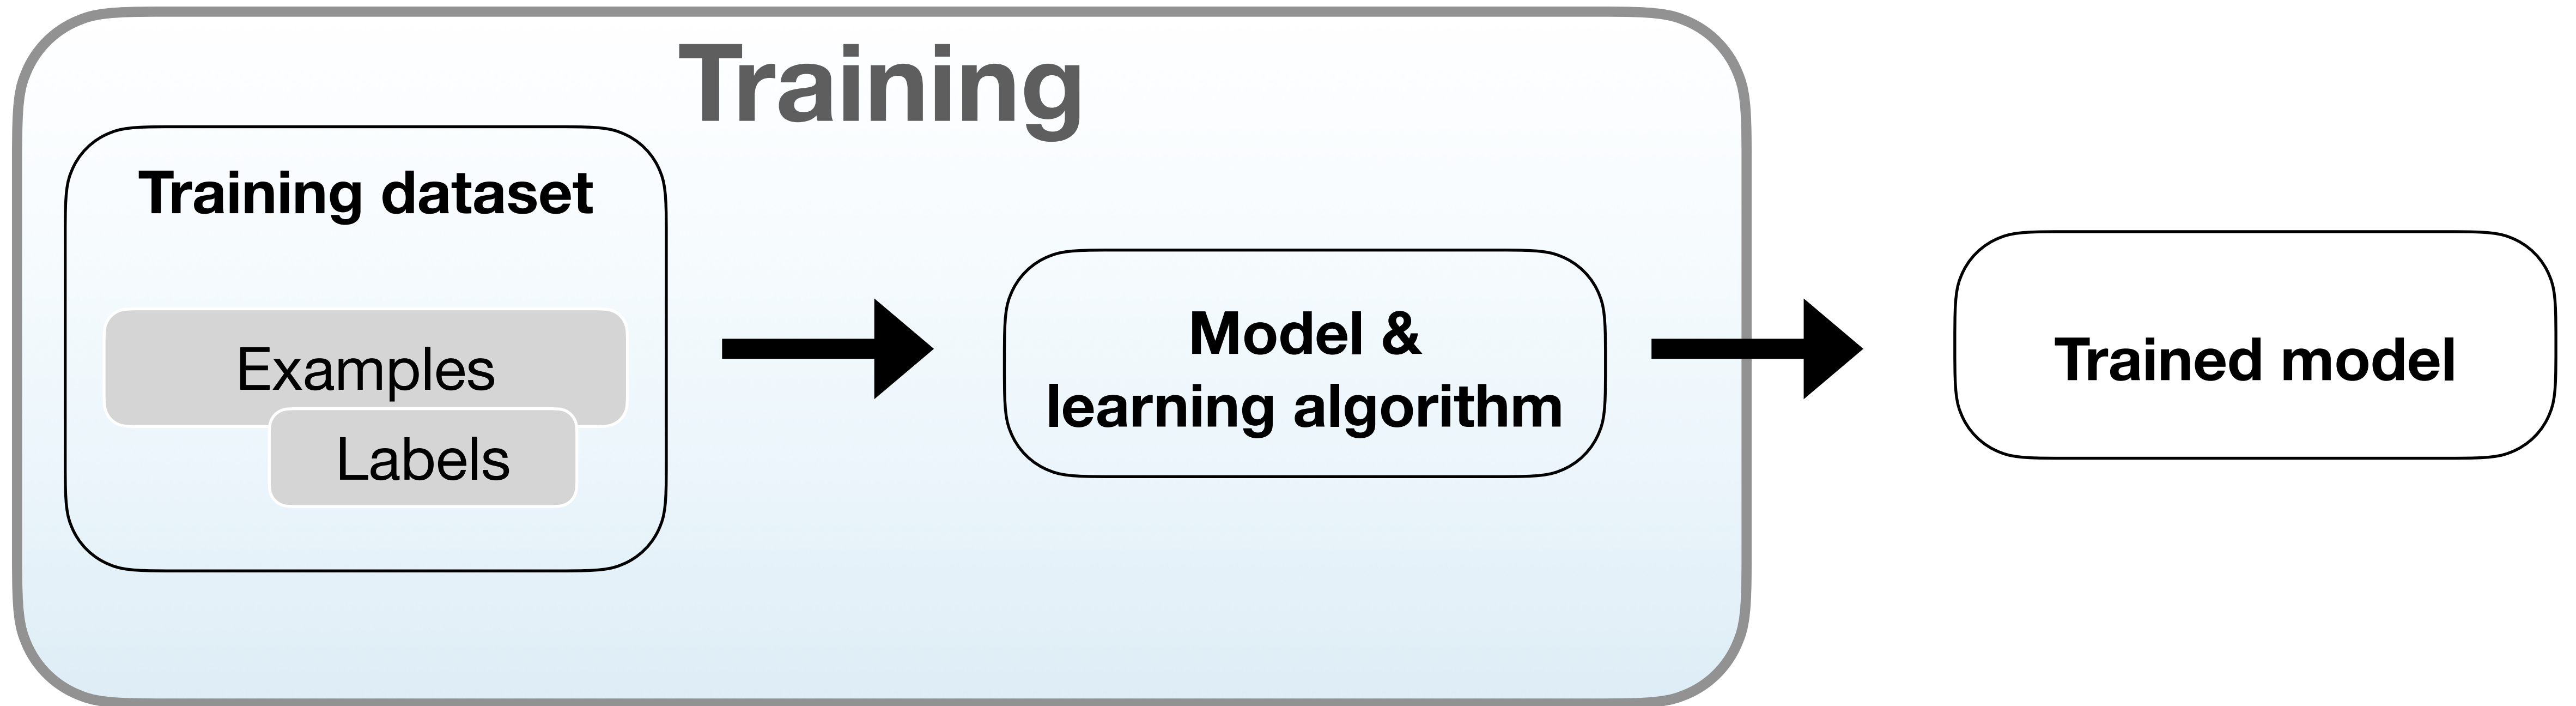 Training
Training dataset
Examples
Labels
Model &
learning algorithm
Trained model